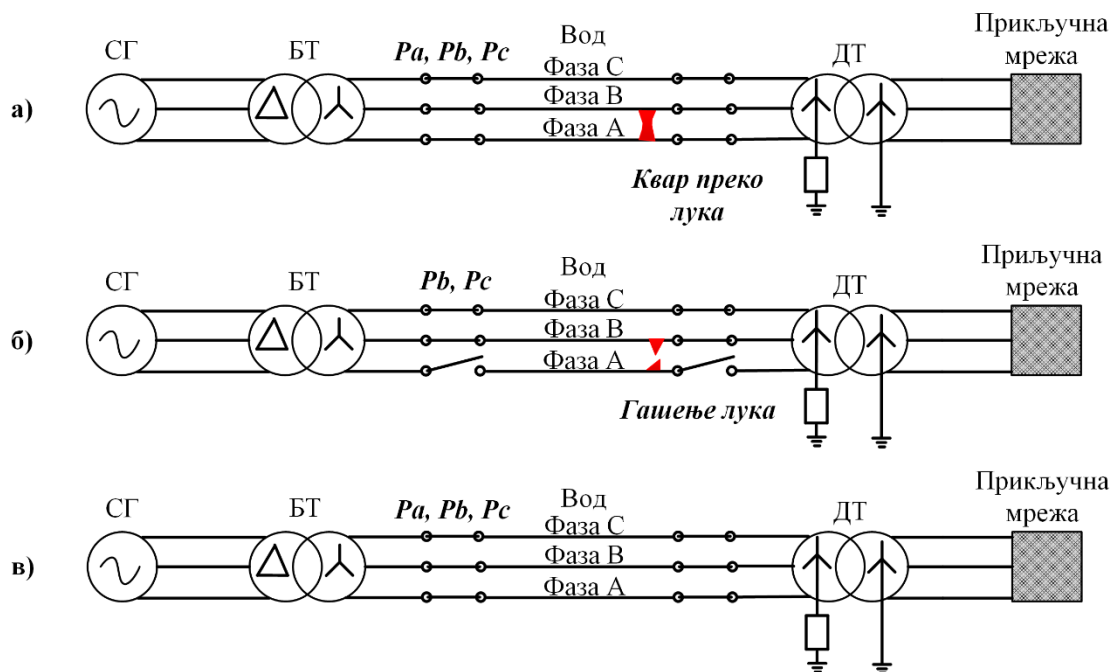 Прикључна
мрежа
СГ
БТ
Pa, Pb, Pc
Вод
ДТ
Фаза C
Фаза B
Фаза A
а)
Квар преко
лука
Приључна
мрежа
СГ
БТ
Pb, Pc
Вод
ДТ
Фаза C
Фаза B
Фаза A
б)
Гашење лука
Прикључна
мрежа
СГ
БТ
Pa, Pb, Pc
Вод
ДТ
Фаза C
Фаза B
Фаза A
в)